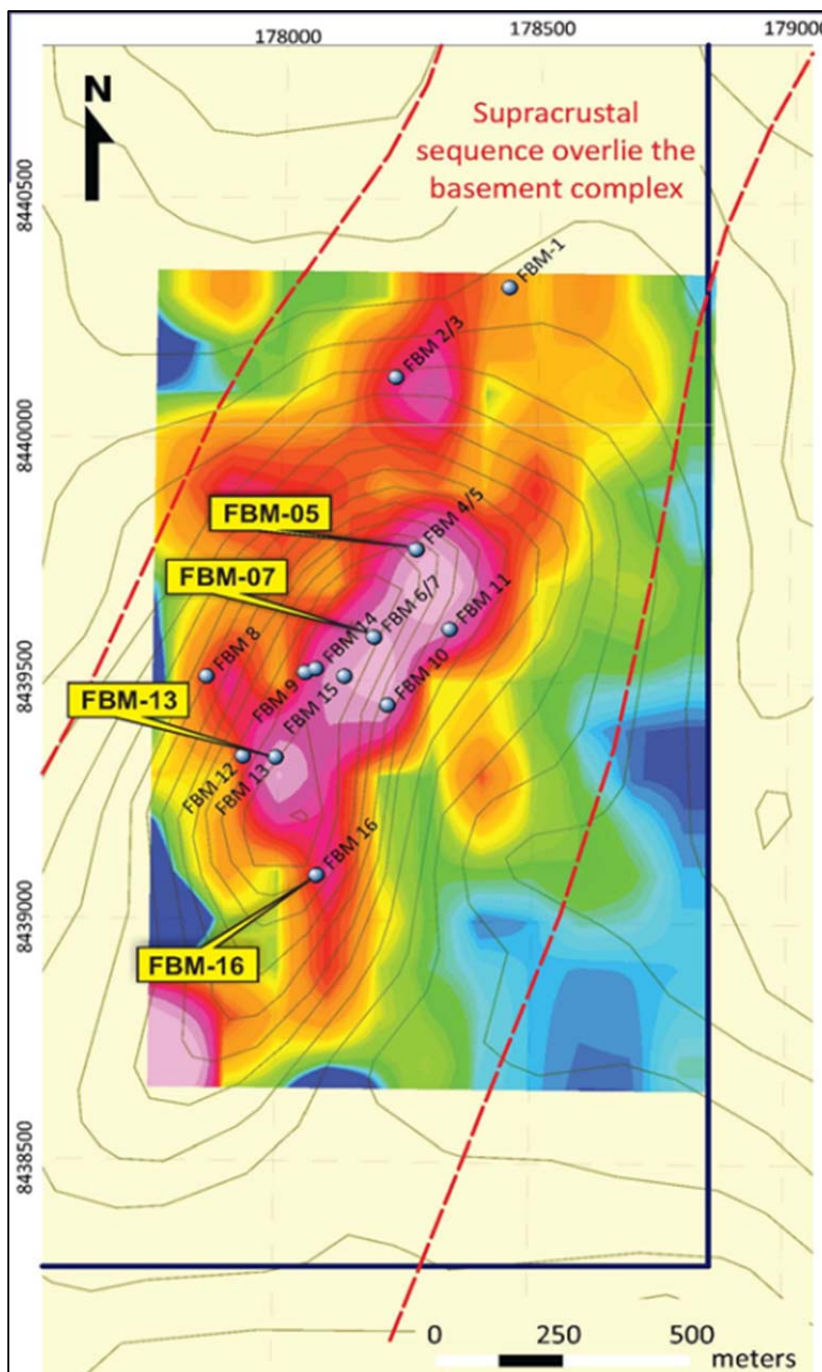 178000
178500
179000
N
Supracrustal
sequence overlie the
basement complex
8440500
FBM-1
FBM 2/3
8440000
FBM-05
FBM 4/5
FBM-07
FBM 6/7
FBM 11
FBM 14
FBM 8
8439500
FBM 9
FBM 15
FBM 10
FBM-13
FBM 12
FBM 13
FBM 16
8439000
FBM-16
8438500
0
250
500
meters